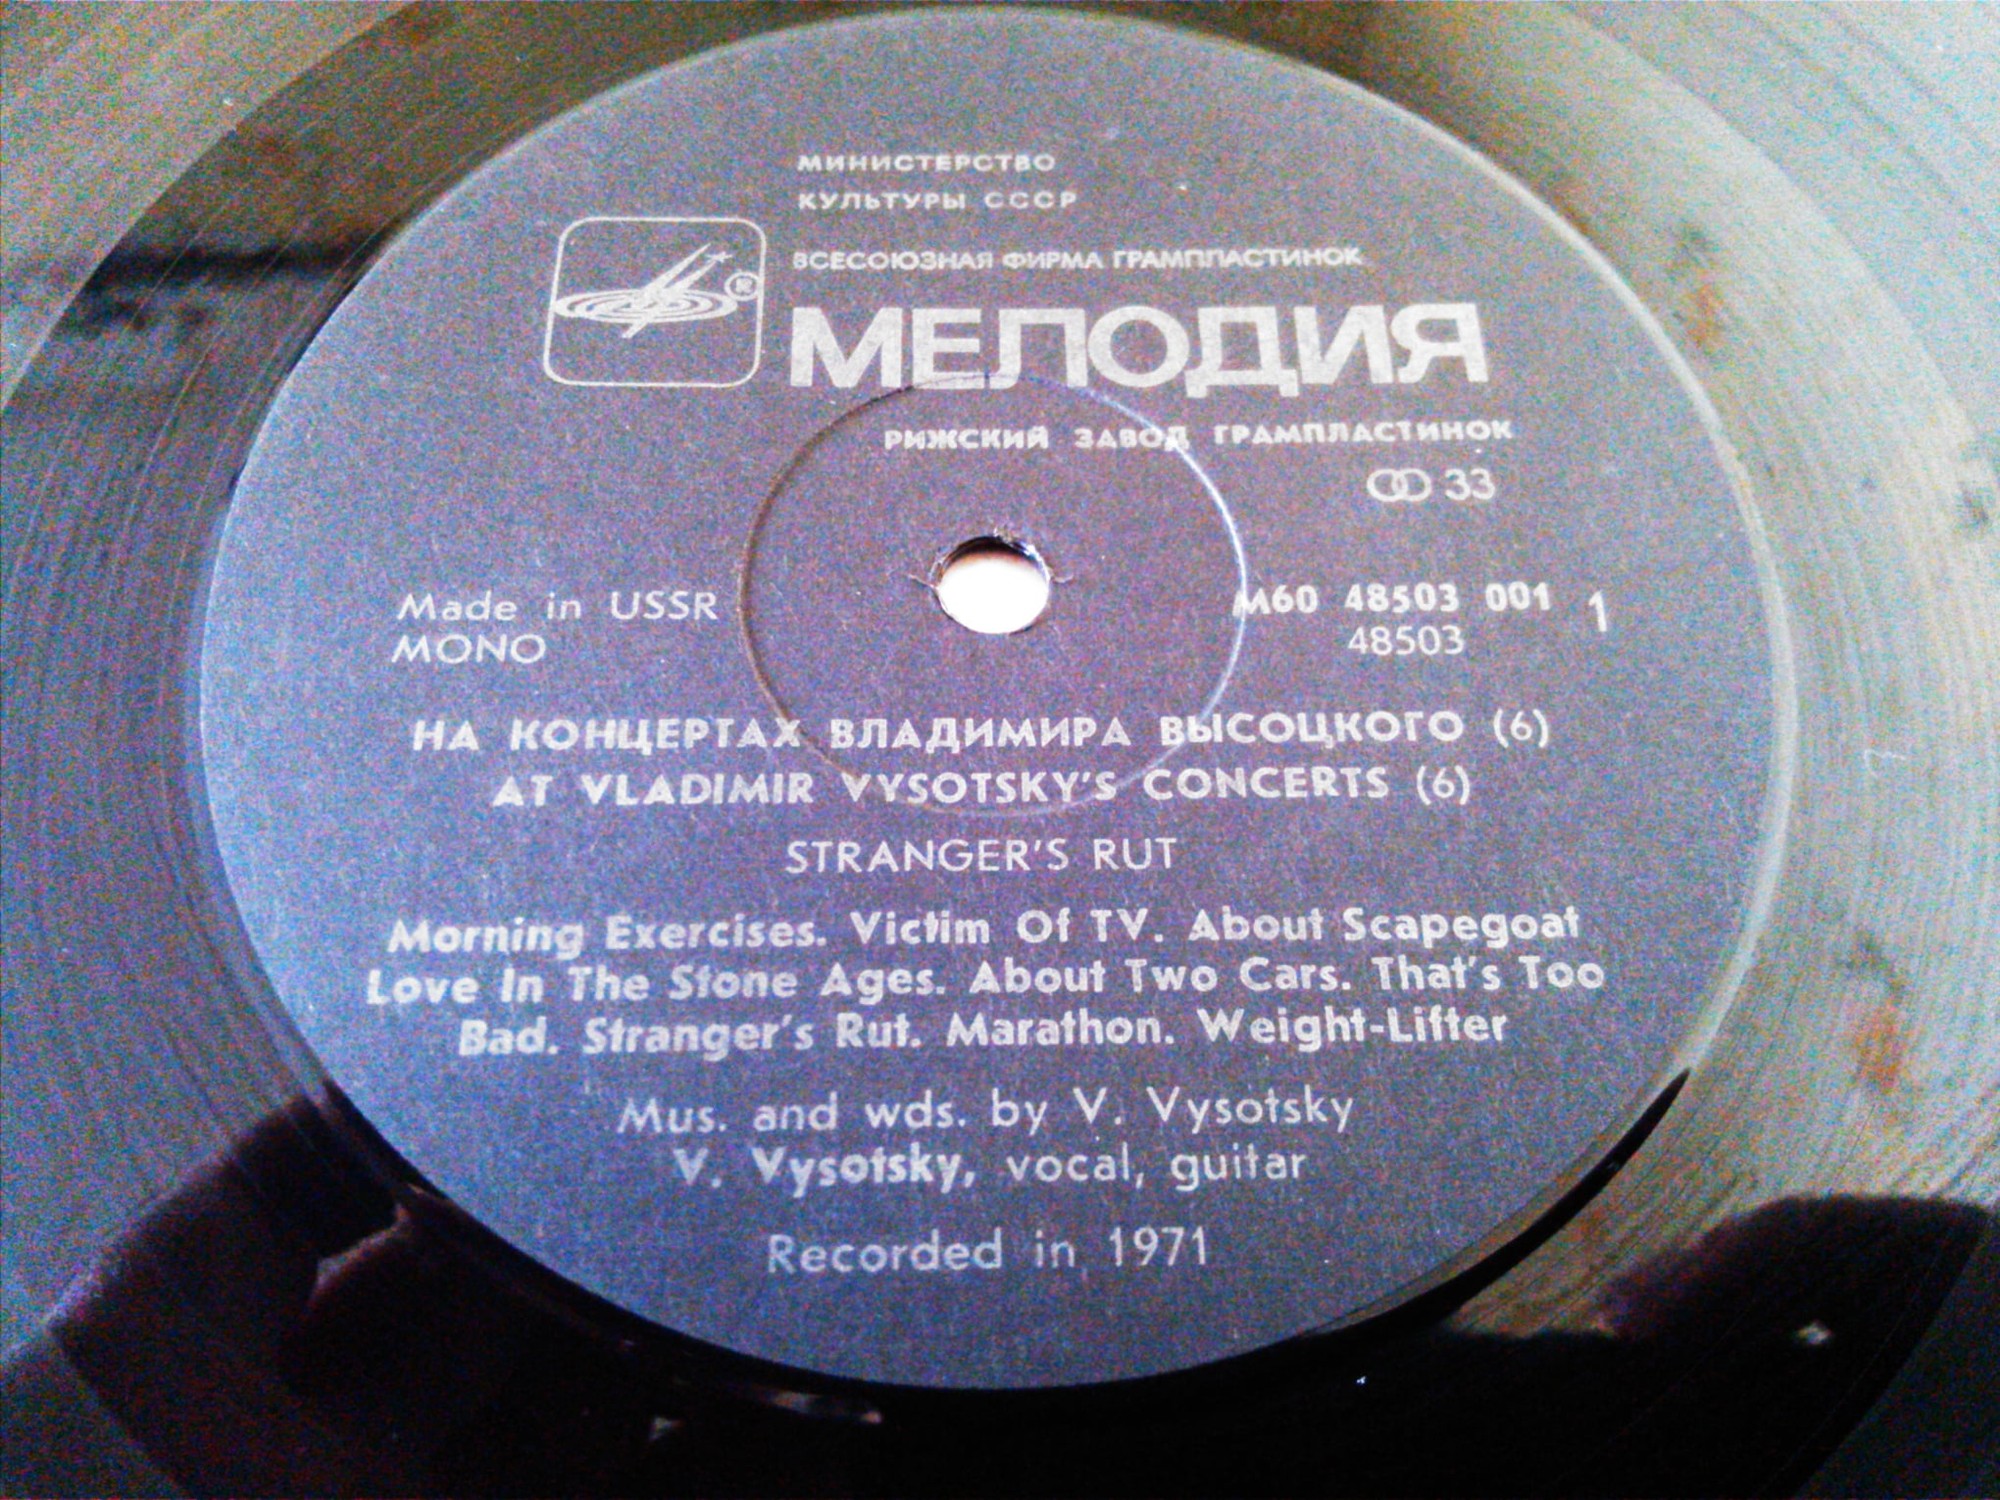 МИНИСТЕРСТВО
КУЛЬТУРЫ СССР
ВСЕСОЮЗНАЯ ФИРМА ГРАМПЛАСТИНОК
®
МЕЛОДИЯ
РИЖСКИЙ ЗАВОД ГРАМПЛАСТИНОК
33
Made in USSR
MONO
М60 48503 001 1
48503
НА КОНЦЕРТАХ ВЛАДИМИРА ВЫСОЦКОГО (6)
AT VLADIMIR VYSOTSKY'S CONCERTS (6)
STRANGER'S RUT
Morning Exercises. Victim Of TV. About Scapegoat
Love In The Stone Ages. About Two Cars. That's Too
Bad. Stranger's Rut. Marathon. Weight-Lifter
Mus. and wds. by V. Vysotsky
V. Vysotsky, vocal, guitar
Recorded in 1971